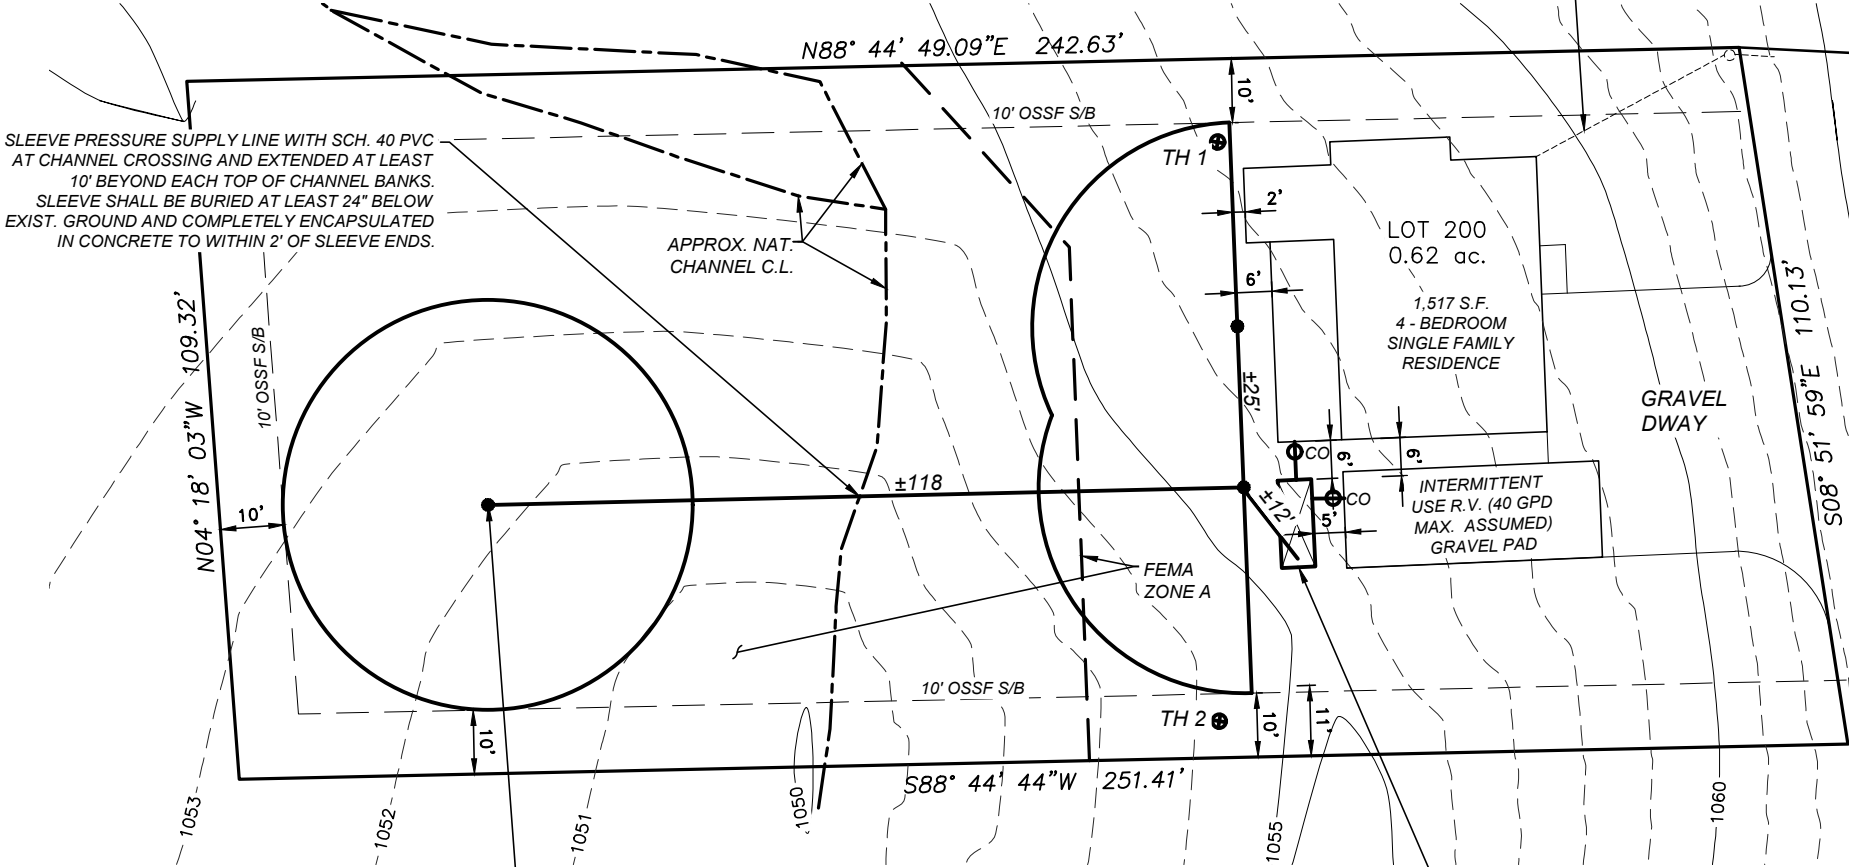 N88° 44' 49.09"E 242.63'
10'
10' OSSF S/B
SLEEVE PRESSURE SUPPLY LINE WITH SCH. 40 PVC
AT CHANNEL CROSSING AND EXTENDED AT LEAST
10' BEYOND EACH TOP OF CHANNEL BANKS.
SLEEVE SHALL BE BURIED AT LEAST 24" BELOW
EXIST. GROUND AND COMPLETELY ENCAPSULATED
IN CONCRETE TO WITHIN 2' OF SLEEVE ENDS.
TH 1
2'
APPROX. NAT.
CHANNEL C.L.
LOT 200
0.62 ac.
6'
1,517 S.F.
4 - BEDROOM
SINGLE FAMILY
RESIDENCE
N04° 18' 03"W 109.32'
10' OSSF S/B
S08° 51' 59"E 110.13'
±25'
GRAVEL
DWAY
CO
6'
6'
±118
±12'
CO
5'
INTERMITTENT
USE R.V. (40 GPD
MAX. ASSUMED)
GRAVEL PAD
10'
FEMA
ZONE A
10' OSSF S/B
TH 2
10'
10'
11'
S88° 44' 44"W 251.41'
1053
1052
1051
1050
1055
1060